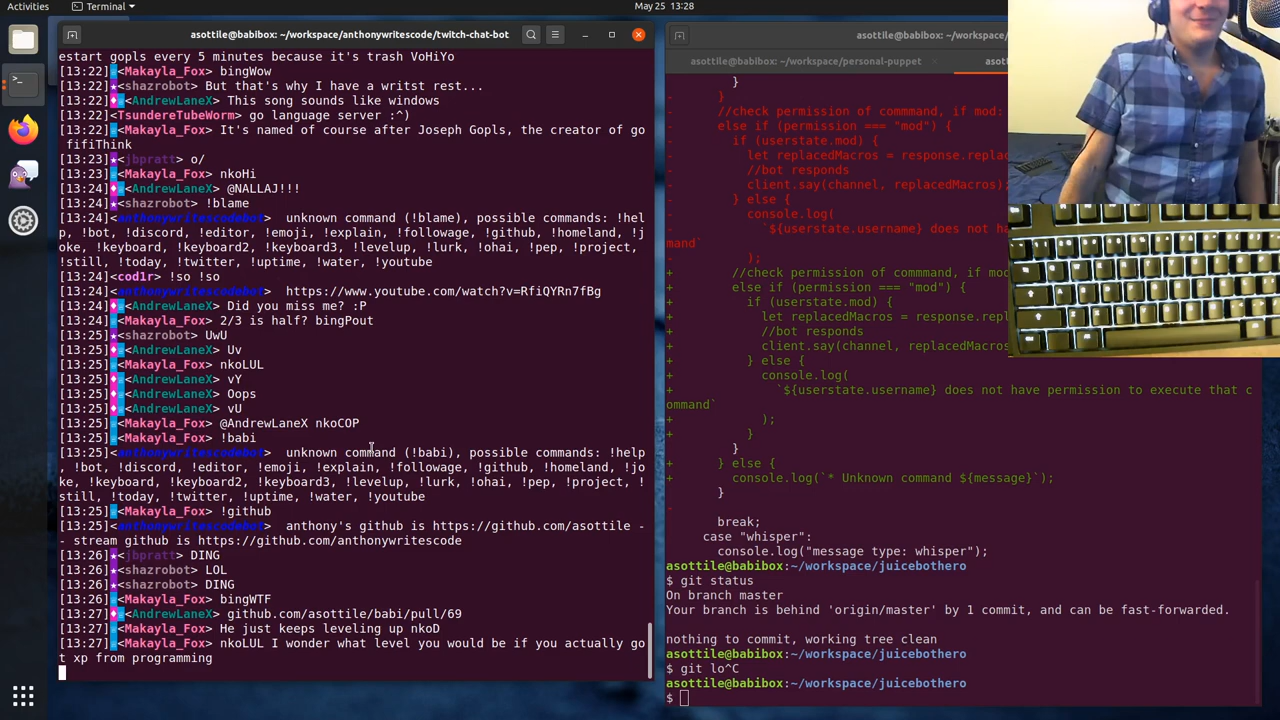 Activities
Terminal
May 25 13:28
asottile@babibox: ~/workspace/anthonywritescode/twitch-chat-bot
estart gopls every 5 minutes because it's trash VoHiYo
[13:22] <Makayla_Fox> bingWow
[13:22] <shazrobot> But that's why I have a writst rest...
[13:22] <AndrewLaneX> This song sounds like windows
[13:22]<TsundereTubeWorm> go language server :^)
[13:22] <Makayla_Fox> It's named of course after Joseph Gopls, the creator of go
 fifiThink
[13:23] <jbpratt> o/
[13:23] <Makayla_Fox> nkoHi
[13:24] <AndrewLaneX> @NALLAJ!!!
[13:24] <shazrobot> !blame
[13:24]<anthonywritescodebot>  unknown command (!blame), possible commands: !hel
p, !bot, !discord, !editor, !emoji, !explain, !followage, !github, !homeland, !j
oke, !keyboard, !keyboard2, !keyboard3, !levelup, !lurk, !ohai, !pep, !project,
!still, !today, !twitter, !uptime, !water, !youtube
[13:24]<cod1r> !so !so
[13:24]<anthonywritescodebot>  https://www.youtube.com/watch?v=RfiQYRn7fBg
[13:24] <AndrewLaneX> Did you miss me? :P
[13:24] <Makayla_Fox> 2/3 is half? bingPout
[13:25] <shazrobot> UwU
[13:25] <AndrewLaneX> Uv
[13:25] <Makayla_Fox> nkoLUL
[13:25] <AndrewLaneX> vY
[13:25] <AndrewLaneX> Oops
[13:25] <AndrewLaneX> vU
[13:25] <Makayla_Fox> @AndrewLaneX nkoCOP
[13:25] <Makayla_Fox> !babi
[13:25]<anthonywritescodebot>  unknown command (!babi), possible commands: !help
, !bot, !discord, !editor, !emoji, !explain, !followage, !github, !homeland, !jo
ke, !keyboard, !keyboard2, !keyboard3, !levelup, !lurk, !ohai, !pep, !project, !
still, !today, !twitter, !uptime, !water, !youtube
[13:25] <Makayla_Fox> !github
[13:25]<anthonywritescodebot>  anthony's github is https://github.com/asottile -
- stream github is https://github.com/anthonywritescode
[13:26] <jbpratt> DING
[13:26] <shazrobot> LOL
[13:26] <shazrobot> DING
[13:26] <Makayla_Fox> bingWTF
[13:27] <AndrewLaneX> github.com/asottile/babi/pull/69
[13:27] <Makayla_Fox> He just keeps leveling up nkoD
[13:27] <Makayla_Fox> nkoLUL I wonder what level you would be if you actually go
t xp from programming
asottile@babibox: ~/workspace/
asottile@babibox: ~/workspace/personal-puppet
asott
        }
-     }
-     //check permission of commmand, if mod:
-     else if (permission === "mod") {
-       if (userstate.mod) {
-         let replacedMacros = response.repla
-         //bot responds
-         client.say(channel, replacedMacros);
-       } else {
-         console.log(
-           `${userstate.username} does not ha
mand`
-         );
+       //check permission of commmand, if mod
+       else if (permission === "mod") {
+         if (userstate.mod) {
+           let replacedMacros = response.repl
+           //bot responds
+           client.say(channel, replacedMacros
+         } else {
+           console.log(
+             `${userstate.username} does not have permission to execute that c
ommand`
+           );
+         }
        }
+     } else {
+       console.log(`* Unknown command ${message}`);
      }
-
      break;
    case "whisper":
      console.log("message type: whisper");
asottile@babibox:~/workspace/juicebothero
$ git status
On branch master
Your branch is behind 'origin/master' by 1 commit, and can be fast-forwarded.
nothing to commit, working tree clean
asottile@babibox:~/workspace/juicebothero
$ git lo^C
asottile@babibox:~/workspace/juicebothero
$